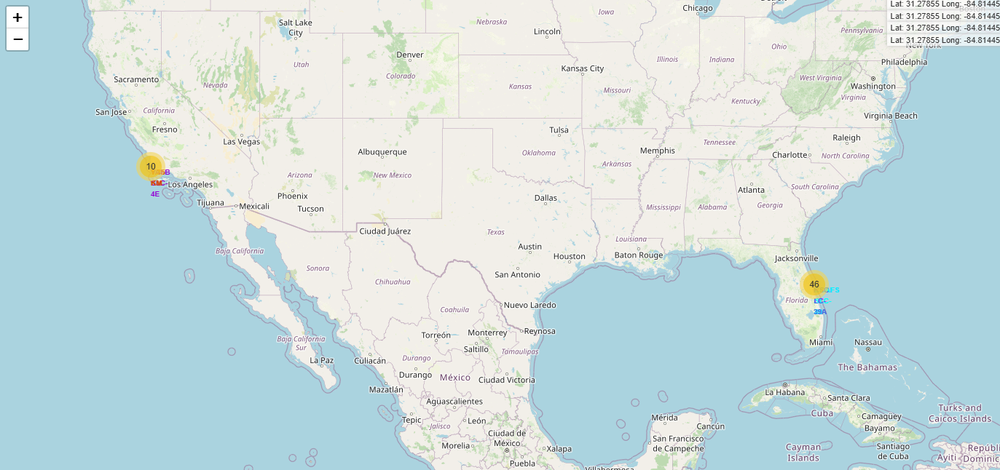 +
−
Lat: 31.27855 Long: -84.81445
Lat: 31.27855 Long: -84.81445
Lat: 31.27855 Long: -84.81445
Lat: 31.27855 Long: -84.81445
Chicago
Iowa
Nebraska
Salt Lake
City
Lincoln
Pennsylvania
New York
Denver
Ohio
Utah
Kansas City
Illinois
Indiana
Philadelphia
Colorado
Sacramento
West Virginia
Nevada
Kansas
Missouri
Washington
Virginia
Kentucky
San Jose
California
Virginia Beach
Fresno
Tulsa
Las Vegas
Raligh
Tennessee
Albuquerque
Oklahoma
Memphis
Charlotte
North Carolina
10
Arkansas
Arizona
New Mexico
Los Angeles
4E
Atlanta
South Carolina
Phoenix
Dallas
Tijuana
Mexicali
Tucson
Mississippi
Alabama
Georgia
Ciudad Juárez
Texas
Louisiana
Austin
Baja California
Houston
Baton Rouge
Jacksonville
Sonora
San Antonio
Chihuahua
46
Florida
Coahuila
Nuevo Laredo
LC-
39A
Torreón
Monterrey
Reynosa
Baja California
Sur
Saltillo
Miami
Nassau
Tamaulipas
La Paz
Culiacán
Durango
The Bahamas
Durango
México
Ciudad Victoria
Mazatlán
La Habana
Aguascalientes
Santa Clara
Turks and
Caicos Islands
Tepic
León
Jalisco
Mérida
Cancún
Cuba
Camagüey
Bayamo
Ciudad de
México
San Francisco
de Campeche
Morelia
Xalapa
Cayman
Islands
Santiago
de Cuba
Puebla
Ayiti
Repúbli
Dominic
Villahermosa